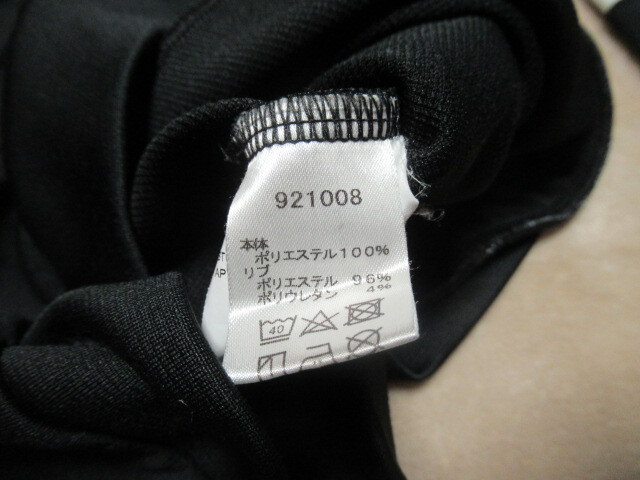 921008
本体
ポリエステル100%
リブ
ポリエステル 96%
ポリウレタン 4%
40